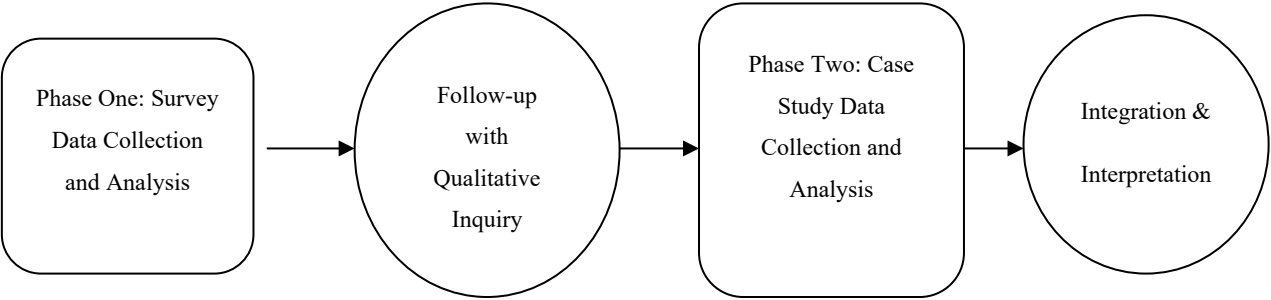 Phase One: Survey
Data Collection
and Analysis
Follow-up
with
Qualitative
Inquiry
Phase Two: Case
Study Data
Collection and
Analysis
Integration &
Interpretation